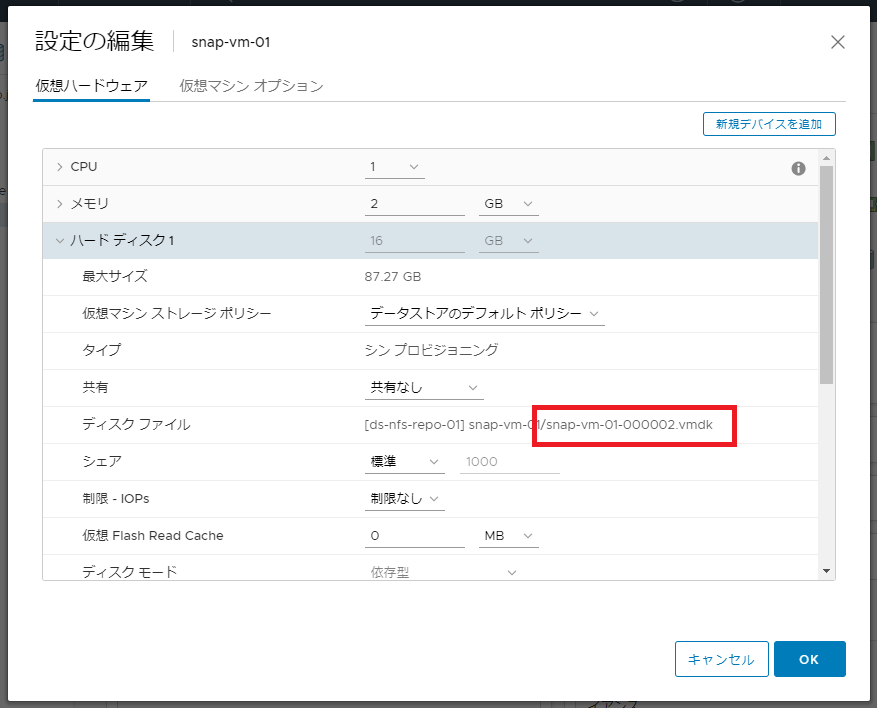 設定の編集 snap-vm-01
仮想ハードウェア 仮想マシン オプション
新規デバイスを追加
CPU 1
メモリ 2 GB
ハード ディスク 1 16 GB
最大サイズ 87.27 GB
仮想マシン ストレージ ポリシー データストアのデフォルト ポリシー
タイプ シン プロビジョニング
共有 共有なし
ディスク ファイル [ds-nfs-repo-01] snap-vm-01/snap-vm-01-000002.vmdk
シェア 標準 1000
制限 - IOPs 制限なし
仮想 Flash Read Cache 0 MB
ディスク モード 依存型
キャンセル OK